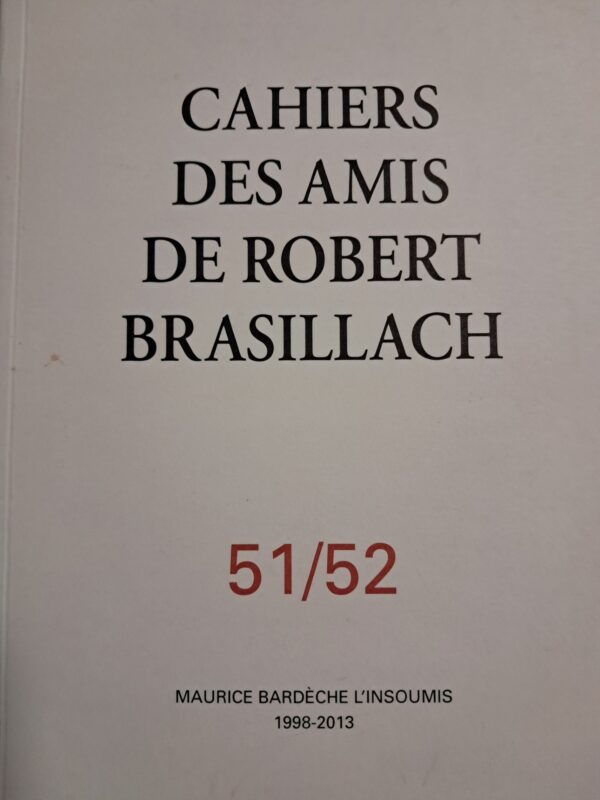 CAHIERS
DES AMIS
DE ROBERT
BRASILLACH
51/52
MAURICE BARDÈCHE L'INSOUMIS
1998-2013